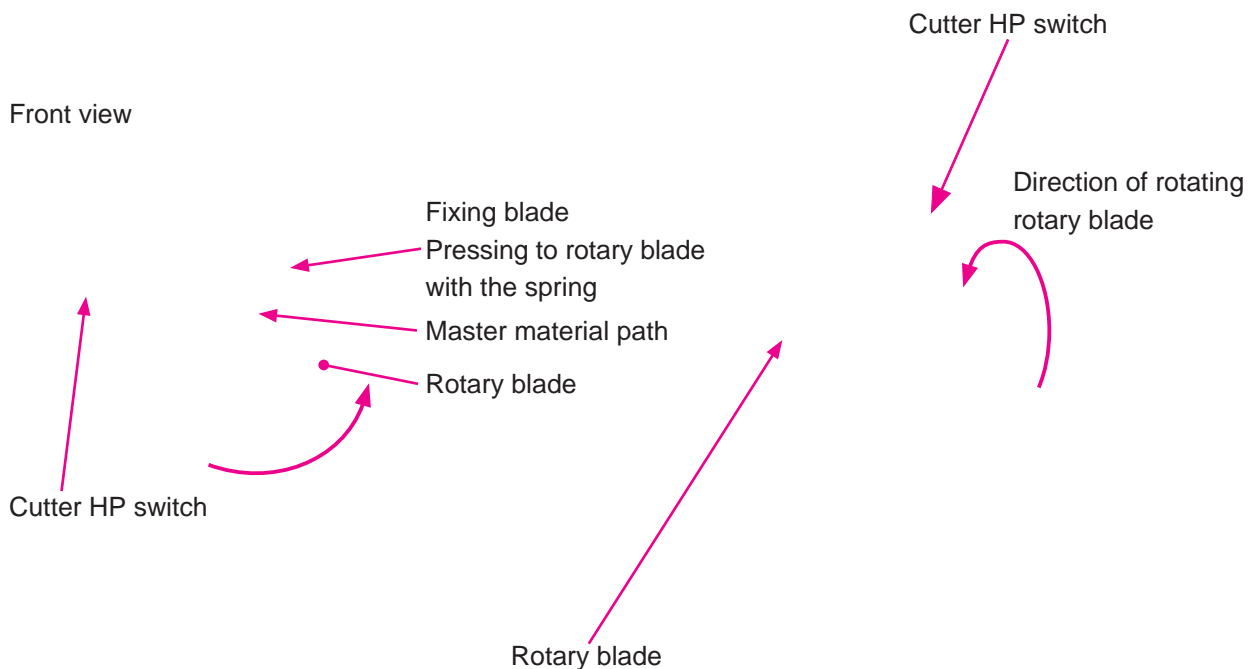 Cutter HP switch
Front view
Direction of rotating
rotary blade
Fixing blade
Pressing to rotary blade
with the spring
Master material path
Rotary blade
Cutter HP switch
Rotary blade